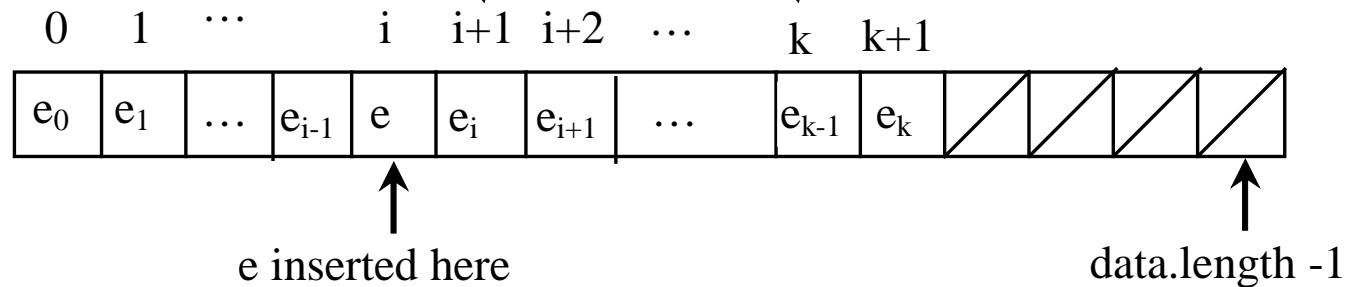 0 1 … i i+1 i+2 … k k+1
e₀ e₁ … eᵢ₋₁ e eᵢ eᵢ₊₁ … eₖ₋₁ eₖ
e inserted here data.length -1